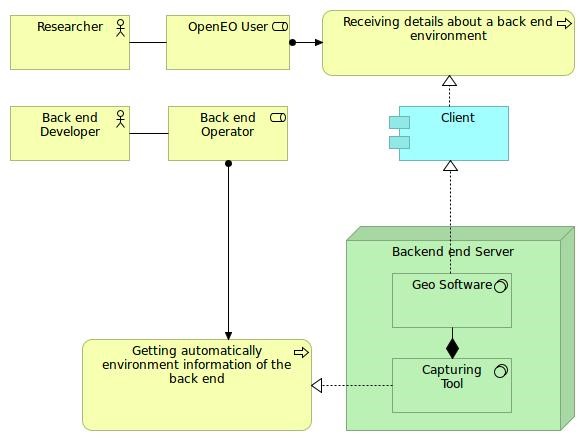 Researcher
OpenEO User
Receiving details about a back end
environment
Back end
Developer
Back end
Operator
Client
Backend end Server
Geo Software
Getting automatically
environment information of the
back end
Capturing
Tool